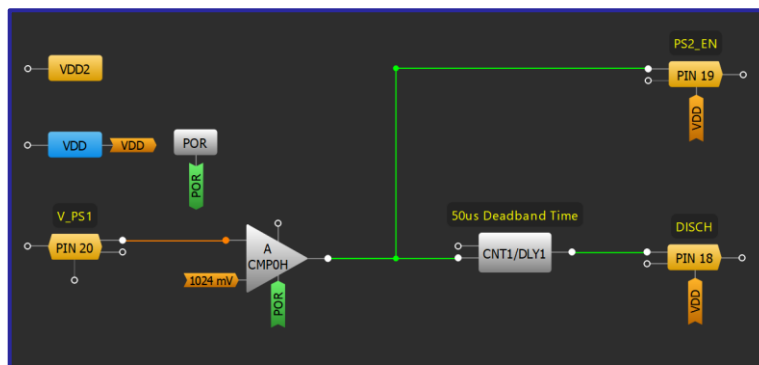 PS2_EN
VDD2
PIN 19
VDD
VDD
VDD
POR
POR
V_PS1
50us Deadband Time
DISCH
PIN 20
A
CMP0H
CNT1/DLY1
PIN 18
1024 mV
POR
VDD